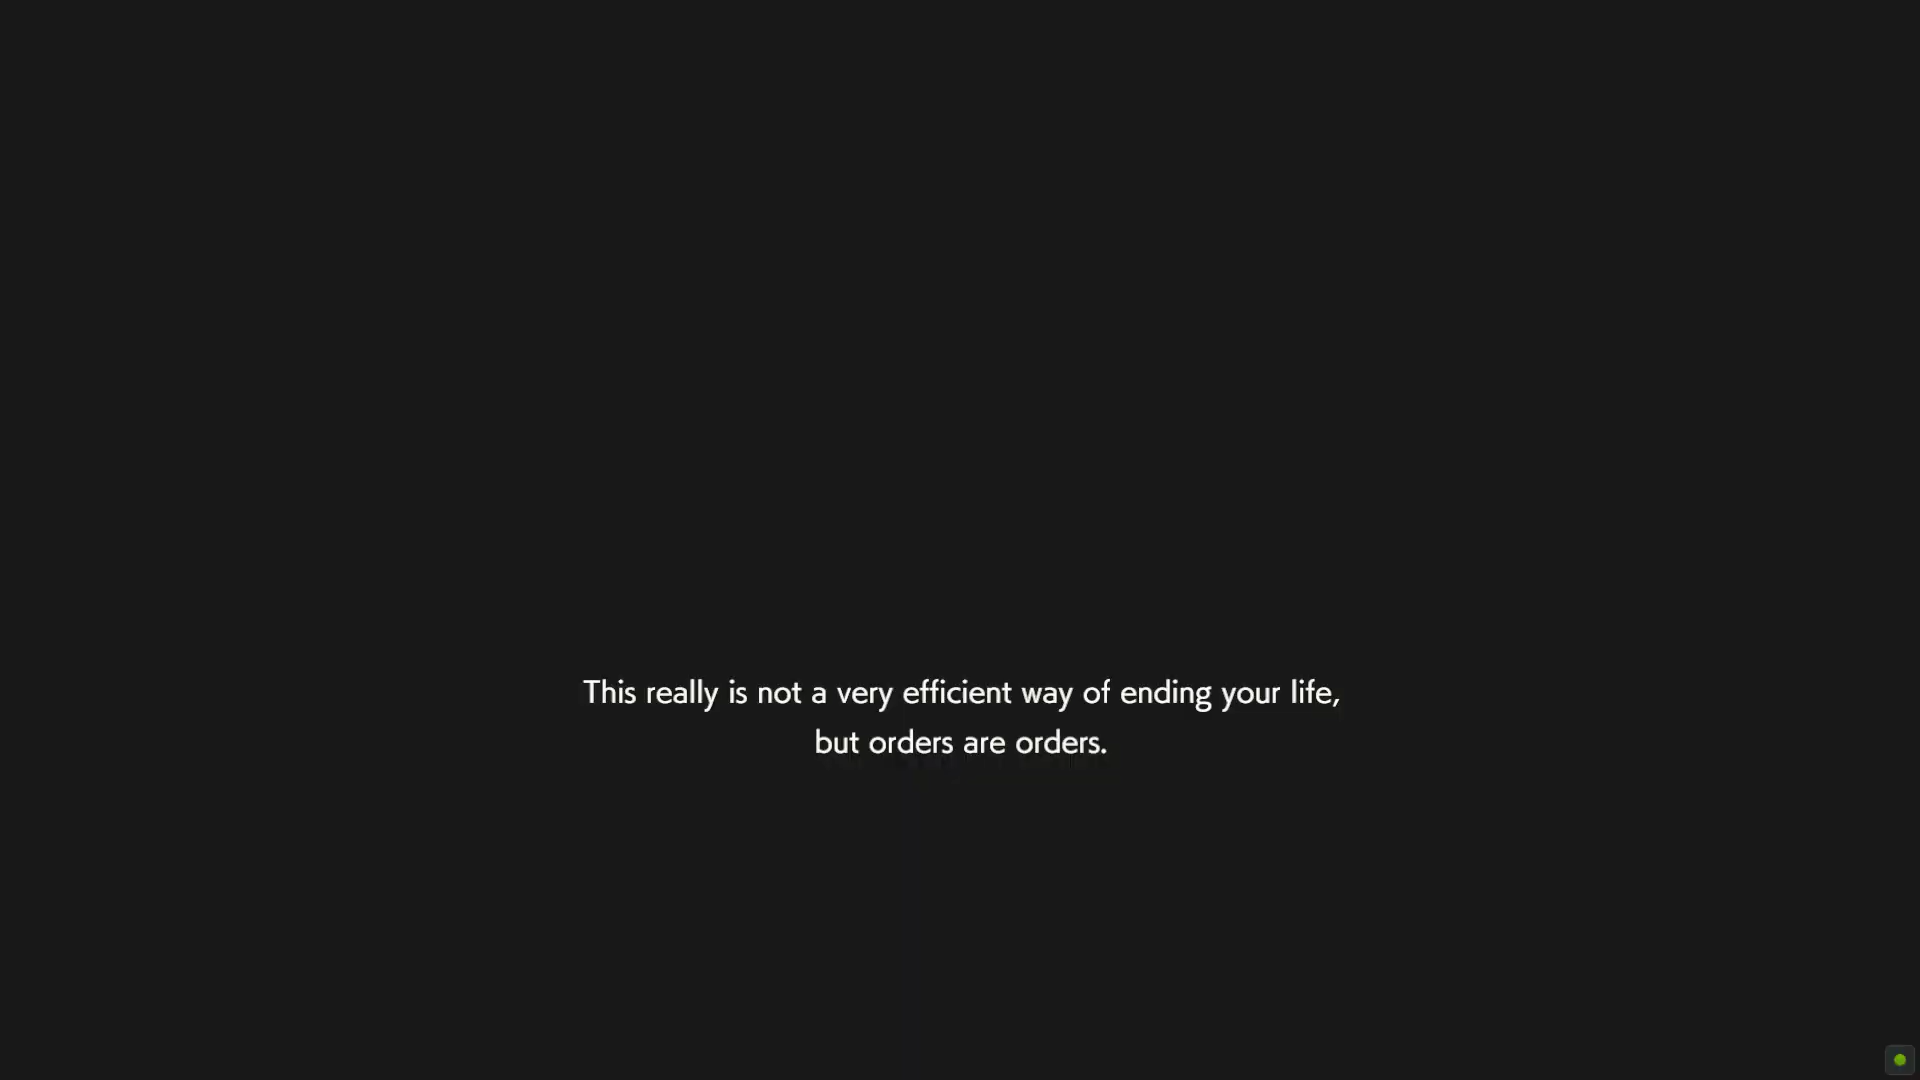 This really is not a very efficient way of ending your life,
but orders are orders.